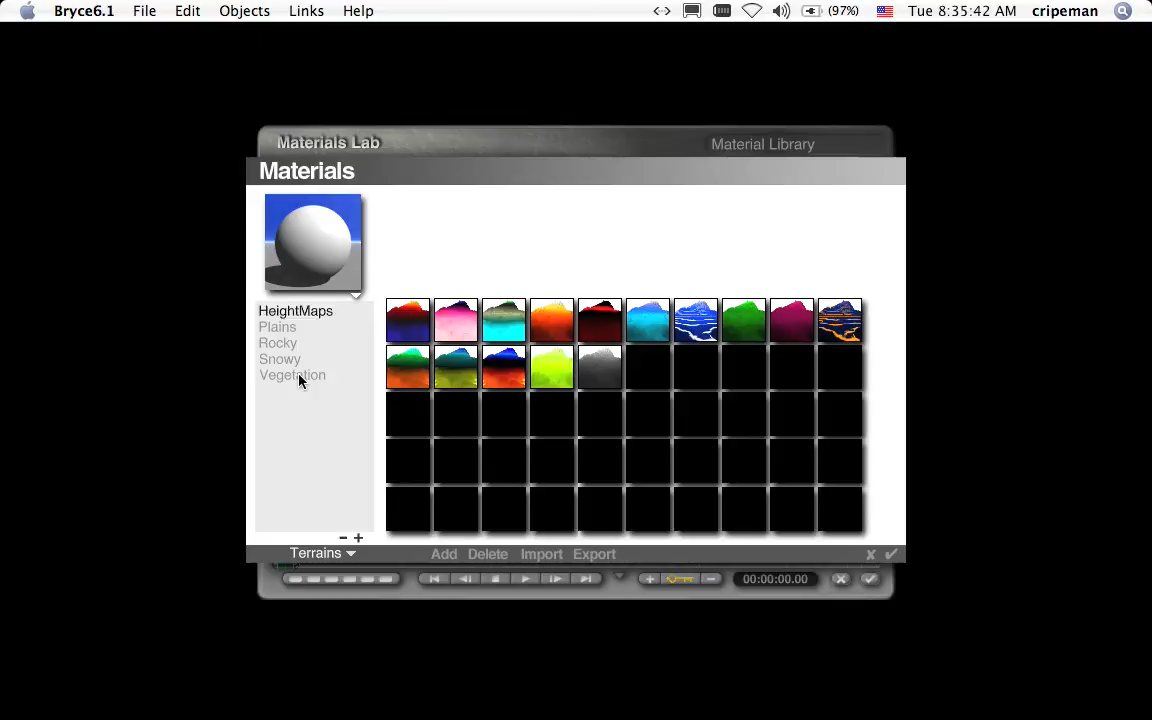 Bryce6.1 File Edit Objects Links Help (97%) Tue 8:35:42 AM cripeman
Materials Lab Material Library
Materials
HeightMaps
Plains
Rocky
Snowy
Vegetation
- +
Terrains Add Delete Import Export
00:00:00.00